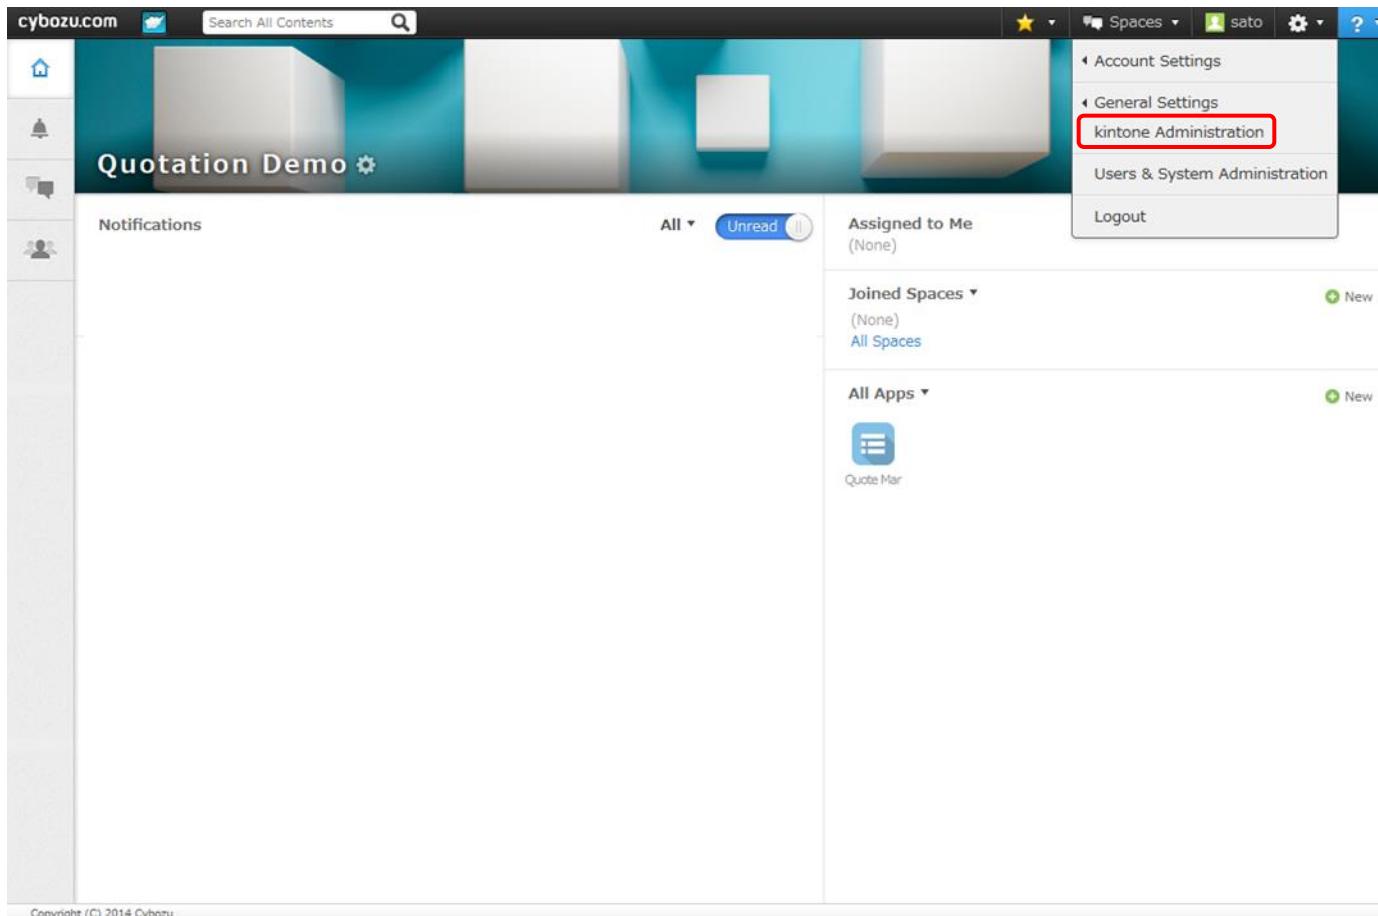 cybozu.com Search All Contents Spaces sato ?
Account Settings
General Settings
kintone Administration
Users & System Administration
Logout
Quotation Demo
Notifications All Unread
Assigned to Me
(None)
Joined Spaces New
(None)
All Spaces
All Apps New
Quote Mar
Copyright (C) 2014 Cybozu